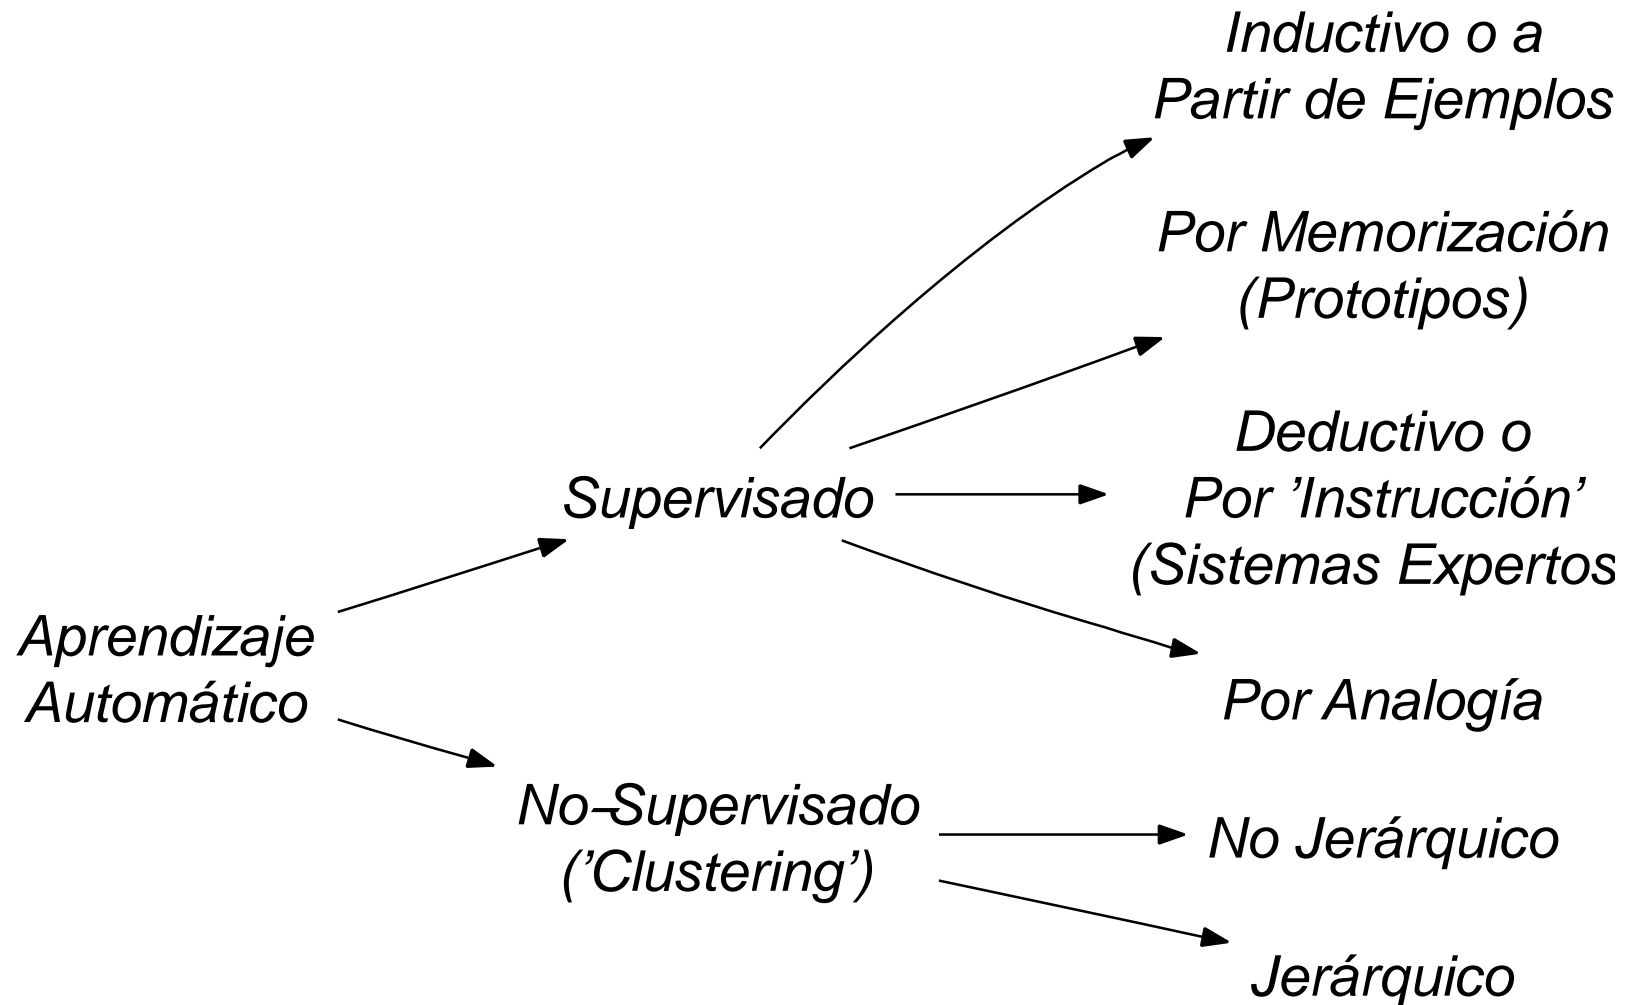 Inductivo o a
Partir de Ejemplos
Por Memorización
(Prototipos)
Deductivo o
Por ’Instrucción’
(Sistemas Expertos
Supervisado
Por Analogía
Aprendizaje
Automático
No–Supervisado
(’Clustering’)
No Jerárquico
Jerárquico